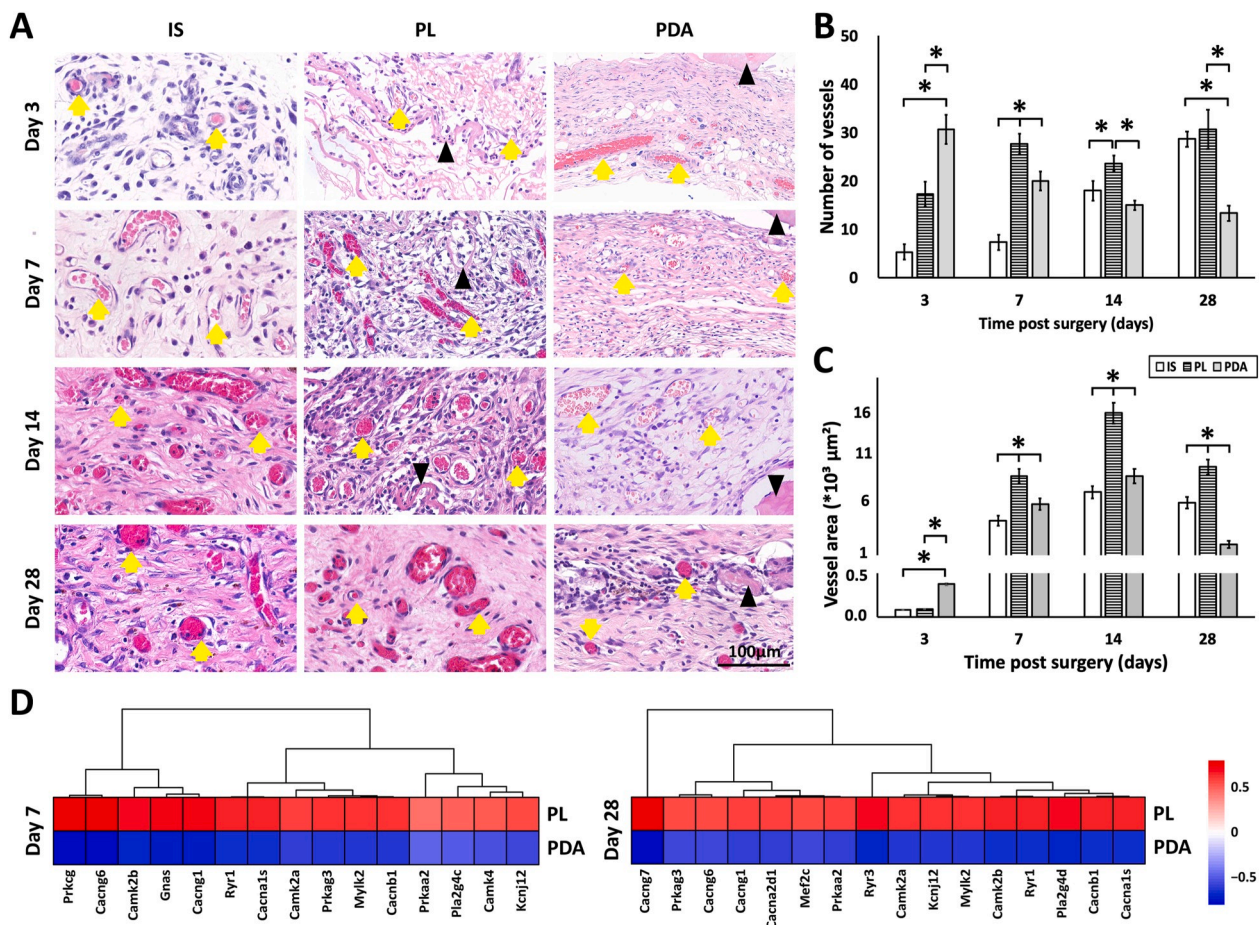 A
IS
PL
PDA
Day 3
Day 7
Day 14
Day 28
100µm
B
Number of vessels
50
40
30
20
10
0
*
*
*
*
*
*
*
*
3
7
14
28
Time post surgery (days)
C
IS PL PDA
Vessel area (*10³ µm²)
16
11
6
1
0.5
0.0
*
*
*
*
*
3
7
14
28
Time post surgery (days)
D
Day 7
PL
PDA
Prkcg
Cacng6
Camk2b
Gnas
Cacng1
Ryr1
Cacna1s
Camk2a
Prkag3
Mylk2
Cacnb1
Prkaa2
Pla2g4c
Camk4
Kcnj12
Day 28
PL
PDA
Cacng7
Prkag3
Cacng6
Cacng1
Cacna2d1
Mef2c
Prkaa2
Ryr3
Camk2a
Kcnj12
Mylk2
Camk2b
Ryr1
Pla2g4d
Cacnb1
Cacna1s
0.5
0
−0.5